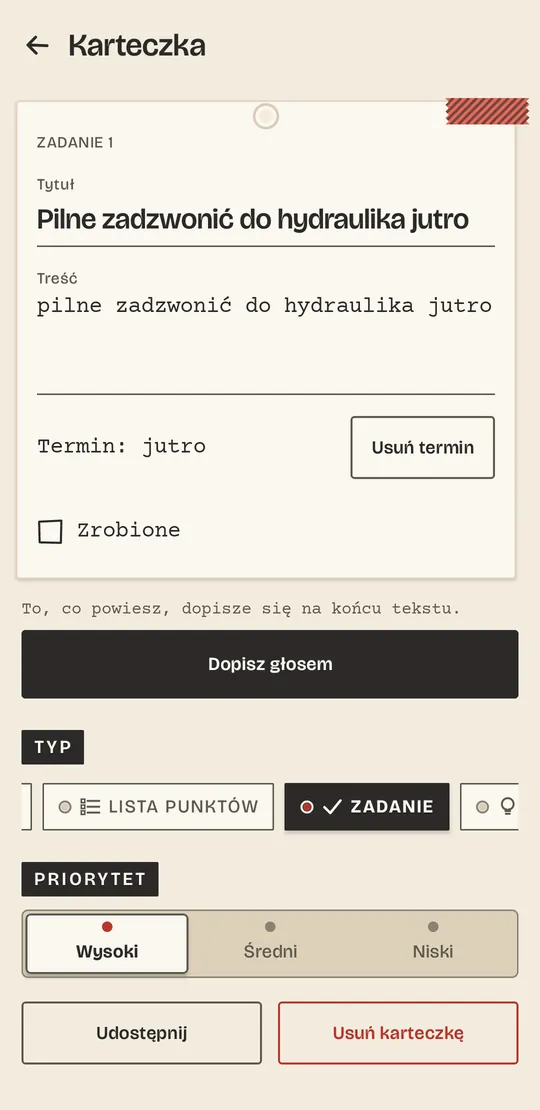 Karteczka
ZADANIE 1
Tytuł
Pilne zadzwonić do hydraulika jutro
Treść
pilne zadzwonić do hydraulika jutro
Termin: jutro
Usuń termin
Zrobione
To, co powiesz, dopisze się na końcu tekstu.
Dopisz głosem
TYP
LISTA PUNKTÓW
ZADANIE
PRIORYTET
Wysoki
Średni
Niski
Udostępnij
Usuń karteczkę